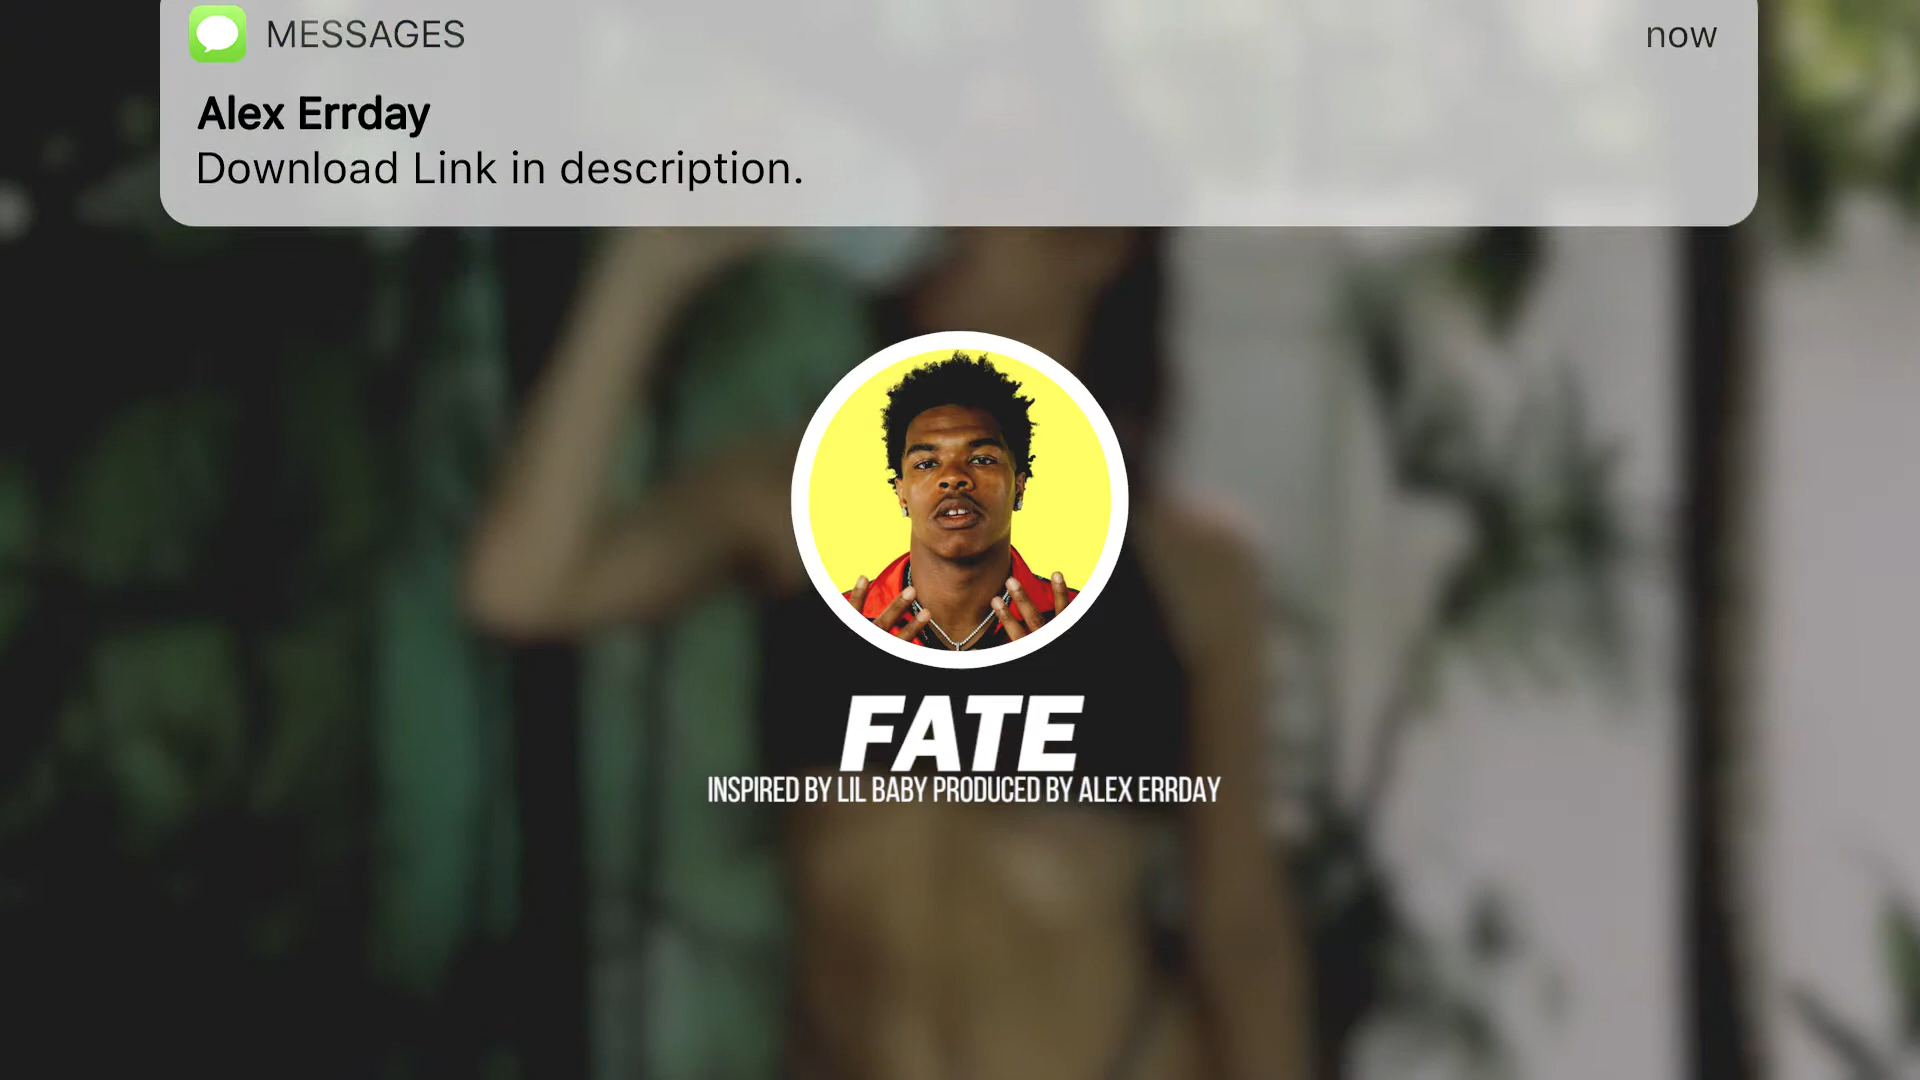 MESSAGES
now
Alex Errday
Download Link in description.
FATE
INSPIRED BY LIL BABY PRODUCED BY ALEX ERRDAY